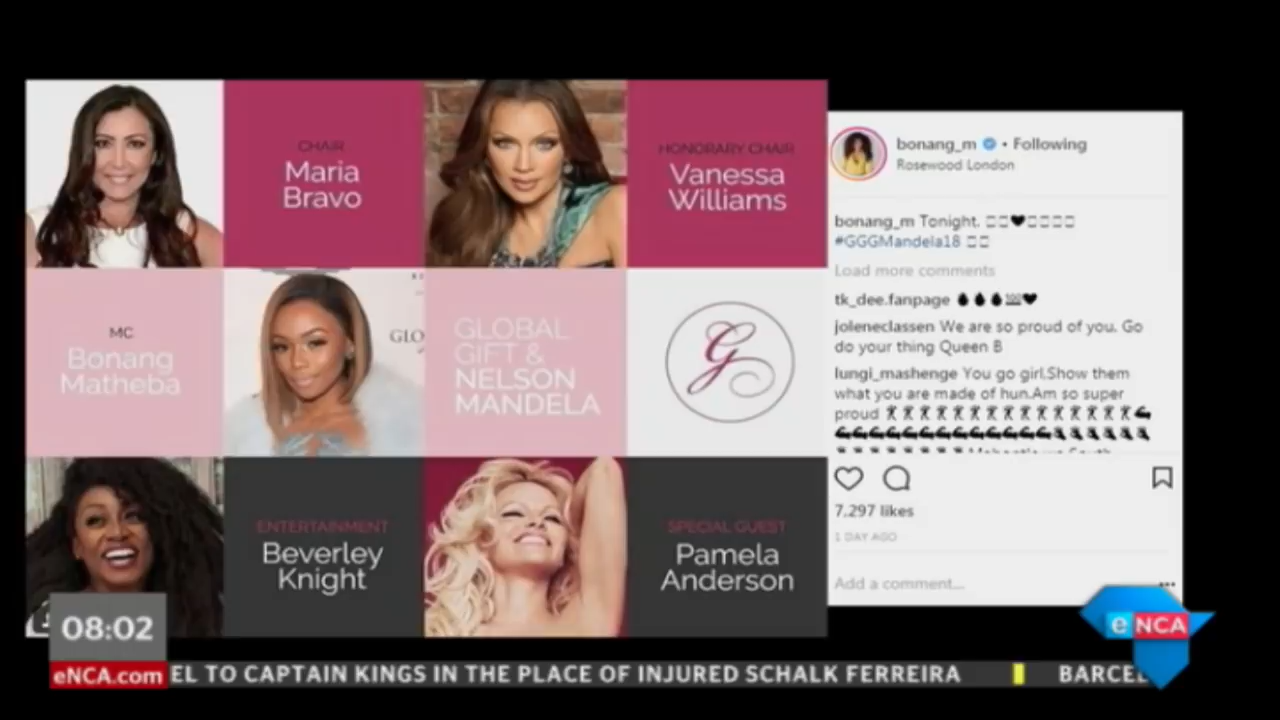 CHAIR
Maria
Bravo
HONORARY CHAIR
Vanessa
Williams
MC
Bonang
Matheba
GLO
GLOBAL
GIFT &
NELSON
MANDELA
G
ENTERTAINMENT
Beverley
Knight
SPECIAL GUEST
Pamela
Anderson
bonang_m • Following
Rosewood London
bonang_m Tonight.
#GGGMandela18
Load more comments
tk_dee.fanpage
joleneclassen We are so proud of you. Go
do your thing Queen B
lungi_mashenge You go girl.Show them
what you are made of hun.Am so super
proud
7,297 likes
1 DAY AGO
Add a comment...
eNCA
08:02
eNCA.com
EL TO CAPTAIN KINGS IN THE PLACE OF INJURED SCHALK FERREIRA
BARCEL